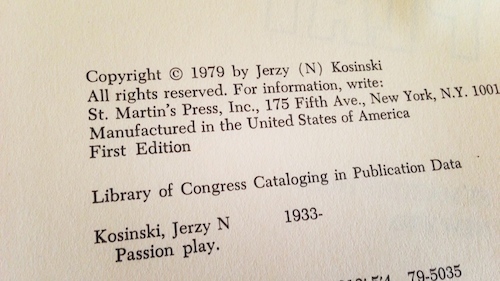 Copyright © 1979 by Jerzy (N) Kosinski
All rights reserved. For information, write:
St. Martin's Press, Inc., 175 Fifth Ave., New York, N.Y. 1001
Manufactured in the United States of America
First Edition
Library of Congress Cataloging in Publication Data
Kosinski, Jerzy N 1933-
Passion play.
79-5035